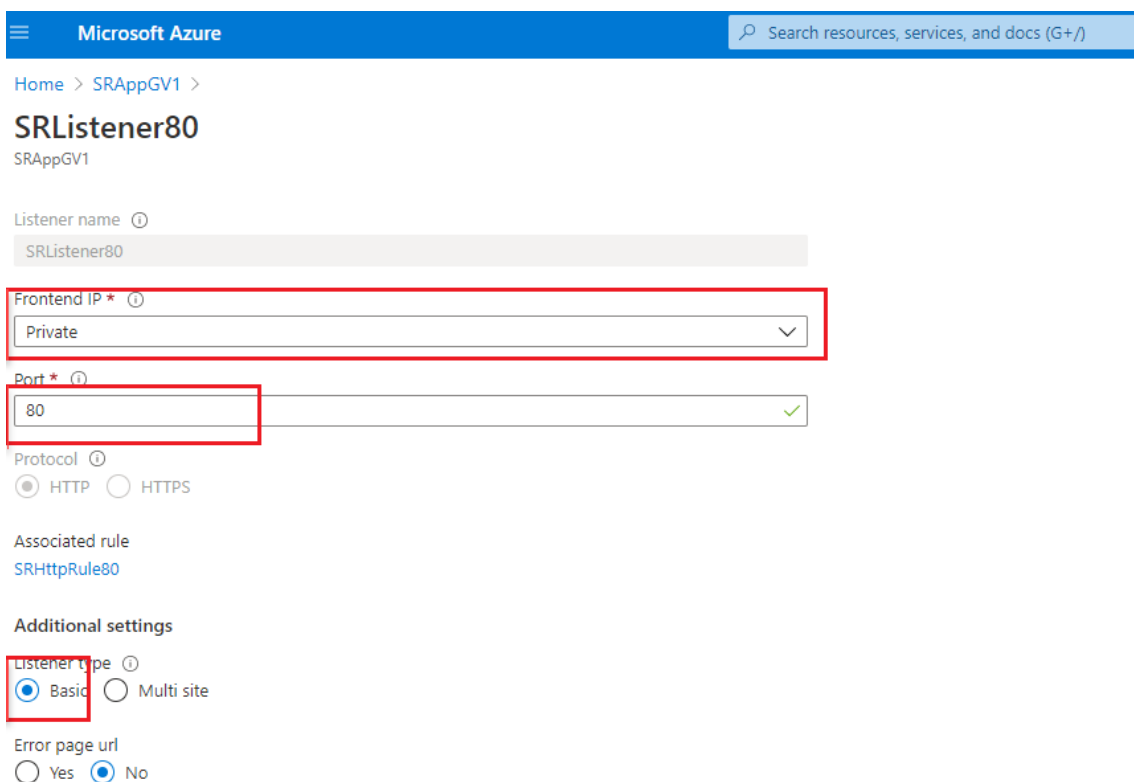 Microsoft Azure
Search resources, services, and docs (G+/)
Home > SRAppGV1 >
SRListener80
SRAppGV1
Listener name
SRListener80
Frontend IP *
Private
Port *
80
Protocol
HTTP HTTPS
Associated rule
SRHttpRule80
Additional settings
Listener type
Basic Multi site
Error page url
Yes No